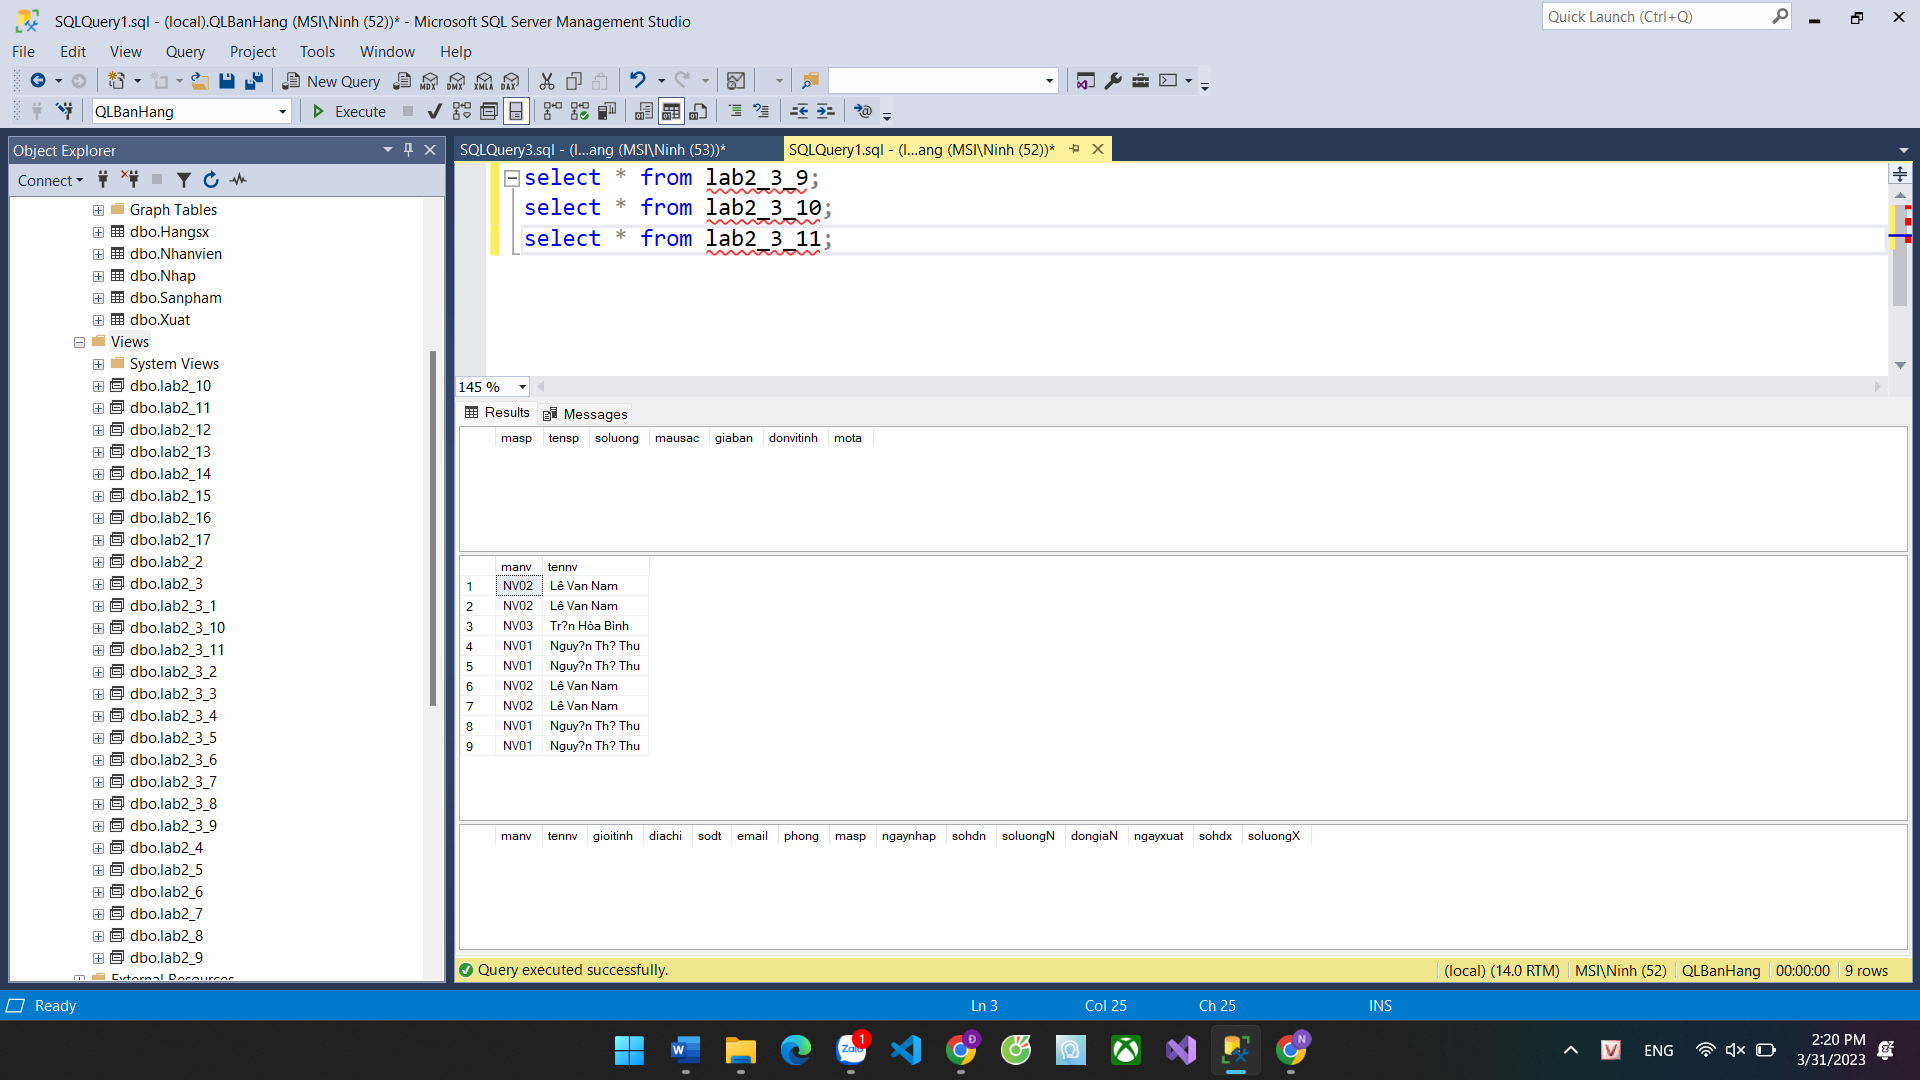 SQLQuery1.sql - (local).QLBanHang (MSI\Ninh (52))* - Microsoft SQL Server Management Studio
Quick Launch (Ctrl+Q)
File Edit View Query Project Tools Window Help
New Query MDX DMX XMLA DAX
QLBanHang Execute
Object Explorer
SQLQuery3.sql - (l...ang (MSI\Ninh (53))*
SQLQuery1.sql - (l...ang (MSI\Ninh (52))*
Connect
Graph Tables
dbo.Hangsx
dbo.Nhanvien
dbo.Nhap
dbo.Sanpham
dbo.Xuat
Views
System Views
dbo.lab2_10
dbo.lab2_11
dbo.lab2_12
dbo.lab2_13
dbo.lab2_14
dbo.lab2_15
dbo.lab2_16
dbo.lab2_17
dbo.lab2_2
dbo.lab2_3
dbo.lab2_3_1
dbo.lab2_3_10
dbo.lab2_3_11
dbo.lab2_3_2
dbo.lab2_3_3
dbo.lab2_3_4
dbo.lab2_3_5
dbo.lab2_3_6
dbo.lab2_3_7
dbo.lab2_3_8
dbo.lab2_3_9
dbo.lab2_4
dbo.lab2_5
dbo.lab2_6
dbo.lab2_7
dbo.lab2_8
dbo.lab2_9
External Resources
select * from lab2_3_9;
select * from lab2_3_10;
select * from lab2_3_11;
145 %
Results Messages
masp tensp soluong mausac giaban donvitinh mota
manv tennv
1 NV02 Lê Van Nam
2 NV02 Lê Van Nam
3 NV03 Tr?n Hòa Bình
4 NV01 Nguy?n Th? Thu
5 NV01 Nguy?n Th? Thu
6 NV02 Lê Van Nam
7 NV02 Lê Van Nam
8 NV01 Nguy?n Th? Thu
9 NV01 Nguy?n Th? Thu
manv tennv gioitinh diachi sodt email phong masp ngaynhap sohdn soluongN dongiaN ngayxuat sohdx soluongX
Query executed successfully.
(local) (14.0 RTM) MSI\Ninh (52) QLBanHang 00:00:00 9 rows
Ready Ln 3 Col 25 Ch 25 INS
Zalo 1 Đ N
V ENG 2:20 PM
3/31/2023